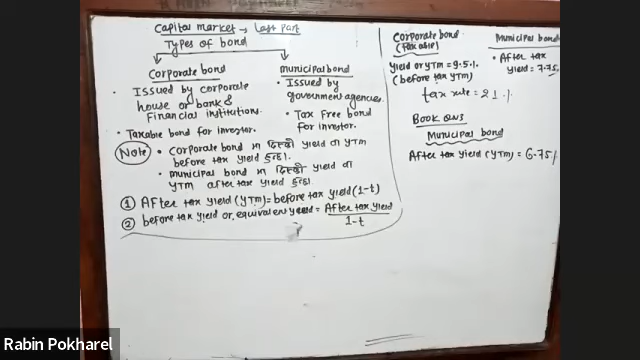 Capital market → Last part
Types of bond
Corporate bond
• Issued by corporate
house or bank &
Financial institutions.
• Taxable bond for investor.
municipal bond
• Issued by
government agencies.
• Tax free bond
for investor.
Note • corporate bond मा दिएको yield वा YTM
before tax yield हुन्छ।
• municipal bond मा दिएको yield वा
YTM after tax yield हुन्छ।
① After tax yield (YTM) = before tax yield (1-t)
② before tax yield or, equivalent yield = After tax yield
1-t
Corporate bond
(Taxable)
yield or YTM = 9.5%
(before tax YTM)
tax rate = 21%
Municipal bond
• After tax
yield = 7.75%
Book QN3
Municipal bond
After tax yield (YTM) = 6.75%
Rabin Pokharel